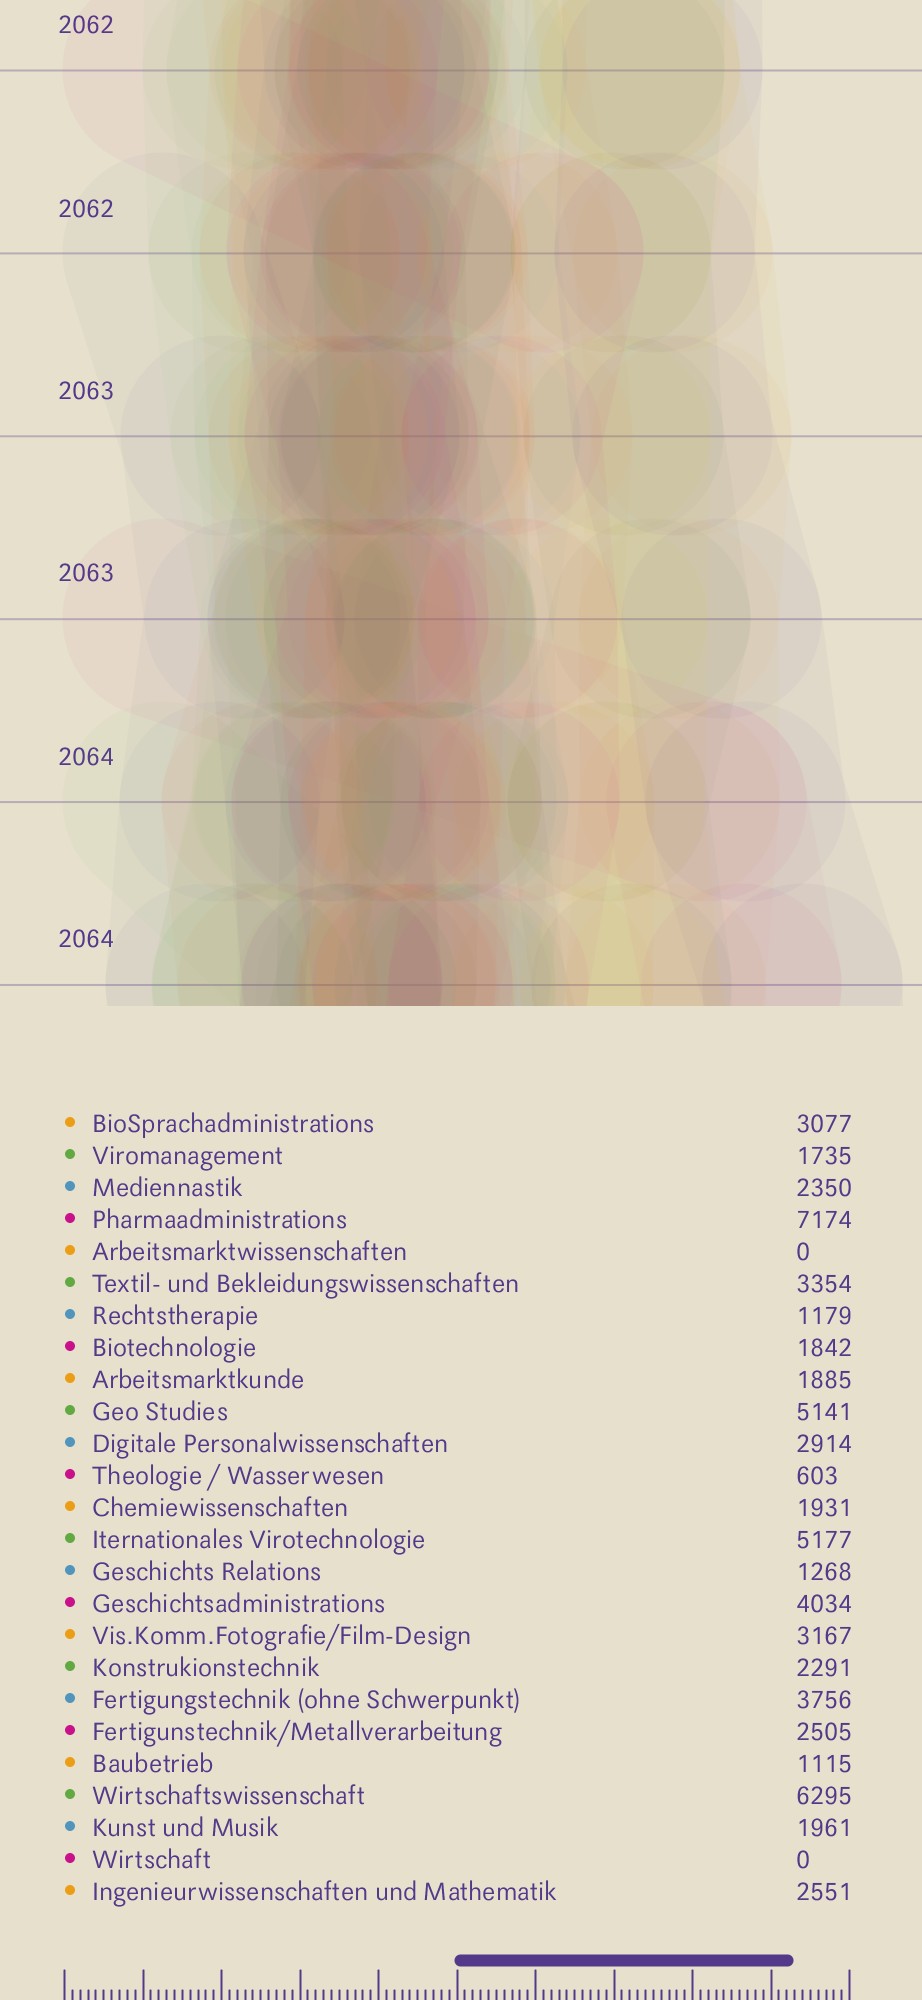 2062
2062
2063
2063
2064
2064
BioSprachadministrations 3077
Viromanagement 1735
Mediennastik 2350
Pharmaadministrations 7174
Arbeitsmarktwissenschaften 0
Textil- und Bekleidungswissenschaften 3354
Rechtstherapie 1179
Biotechnologie 1842
Arbeitsmarktkunde 1885
Geo Studies 5141
Digitale Personalwissenschaften 2914
Theologie / Wasserwesen 603
Chemiewissenschaften 1931
Iternationales Virotechnologie 5177
Geschichts Relations 1268
Geschichtsadministrations 4034
Vis.Komm.Fotografie/Film-Design 3167
Konstrukionstechnik 2291
Fertigungstechnik (ohne Schwerpunkt) 3756
Fertigunstechnik/Metallverarbeitung 2505
Baubetrieb 1115
Wirtschaftswissenschaft 6295
Kunst und Musik 1961
Wirtschaft 0
Ingenieurwissenschaften und Mathematik 2551